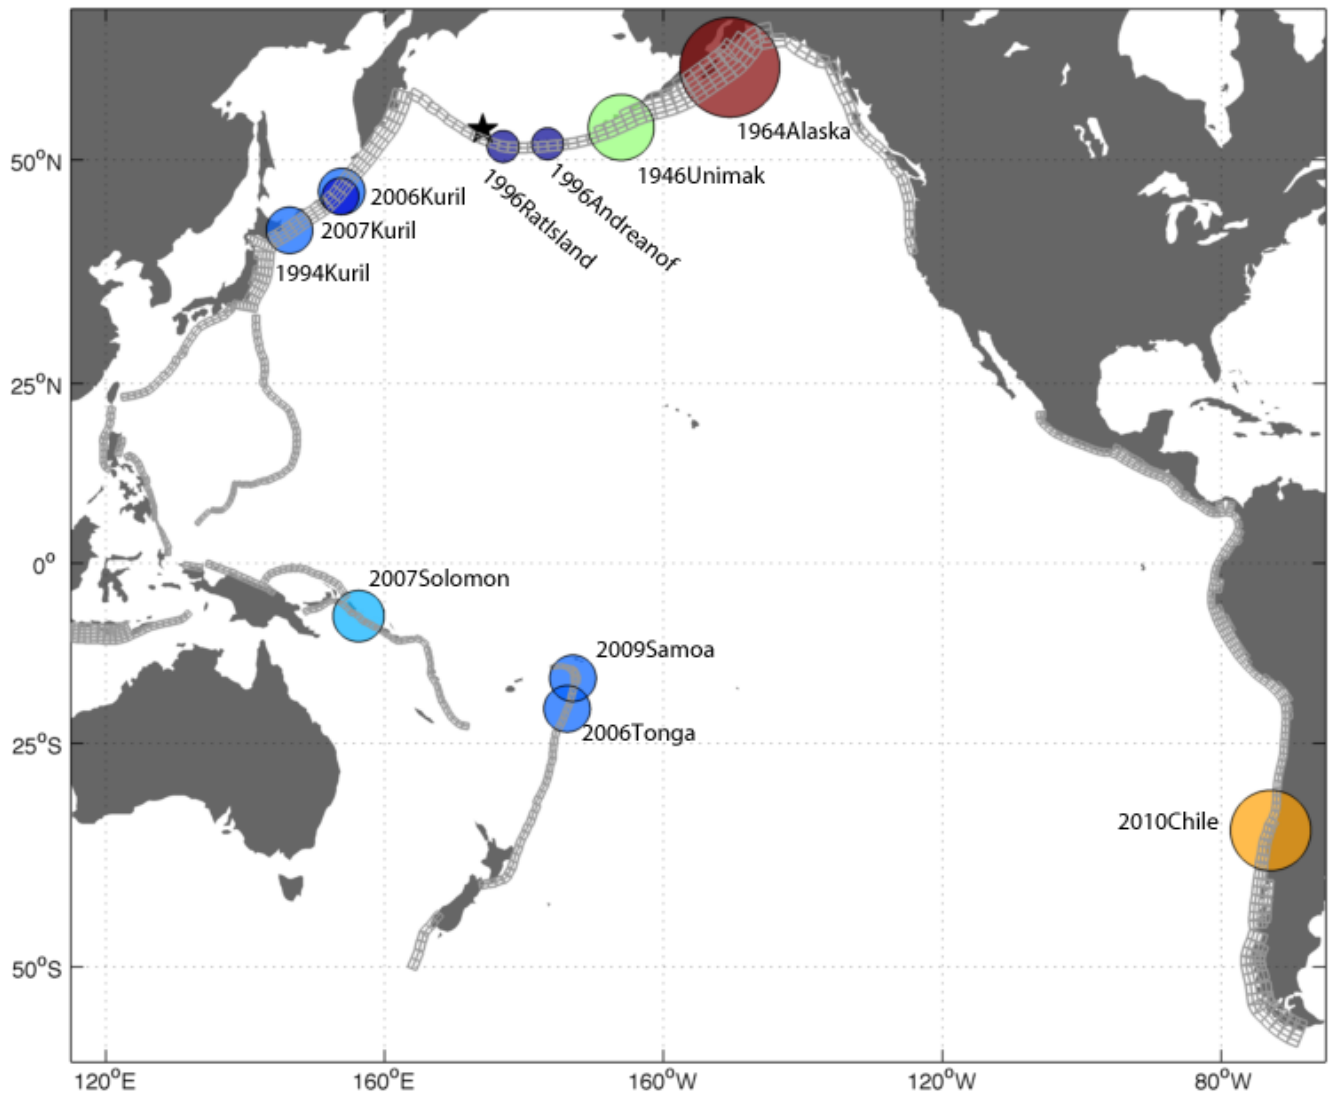 1964Alaska
50°N
1946Unimak
1996RatIsland
1996Andreanof
2006Kuril
2007Kuril
1994Kuril
25°N
0°
2007Solomon
2009Samoa
2006Tonga
25°S
2010Chile
50°S
120°E
160°E
160°W
120°W
80°W